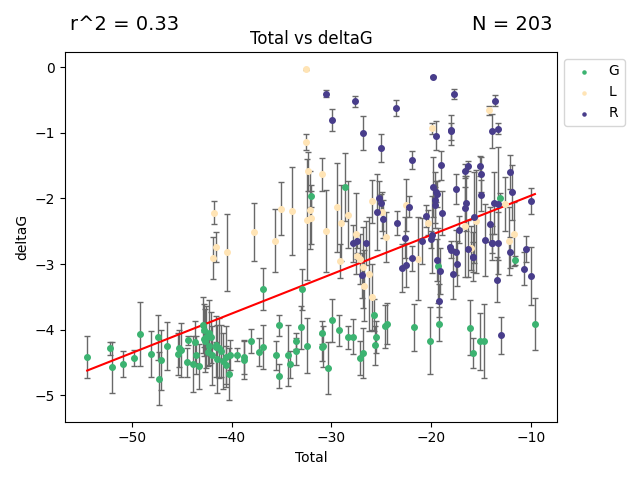 r^2 = 0.33
N = 203
Total vs deltaG
G
L
R
deltaG
0
−1
−2
−3
−4
−5
−50
−40
−30
−20
−10
Total